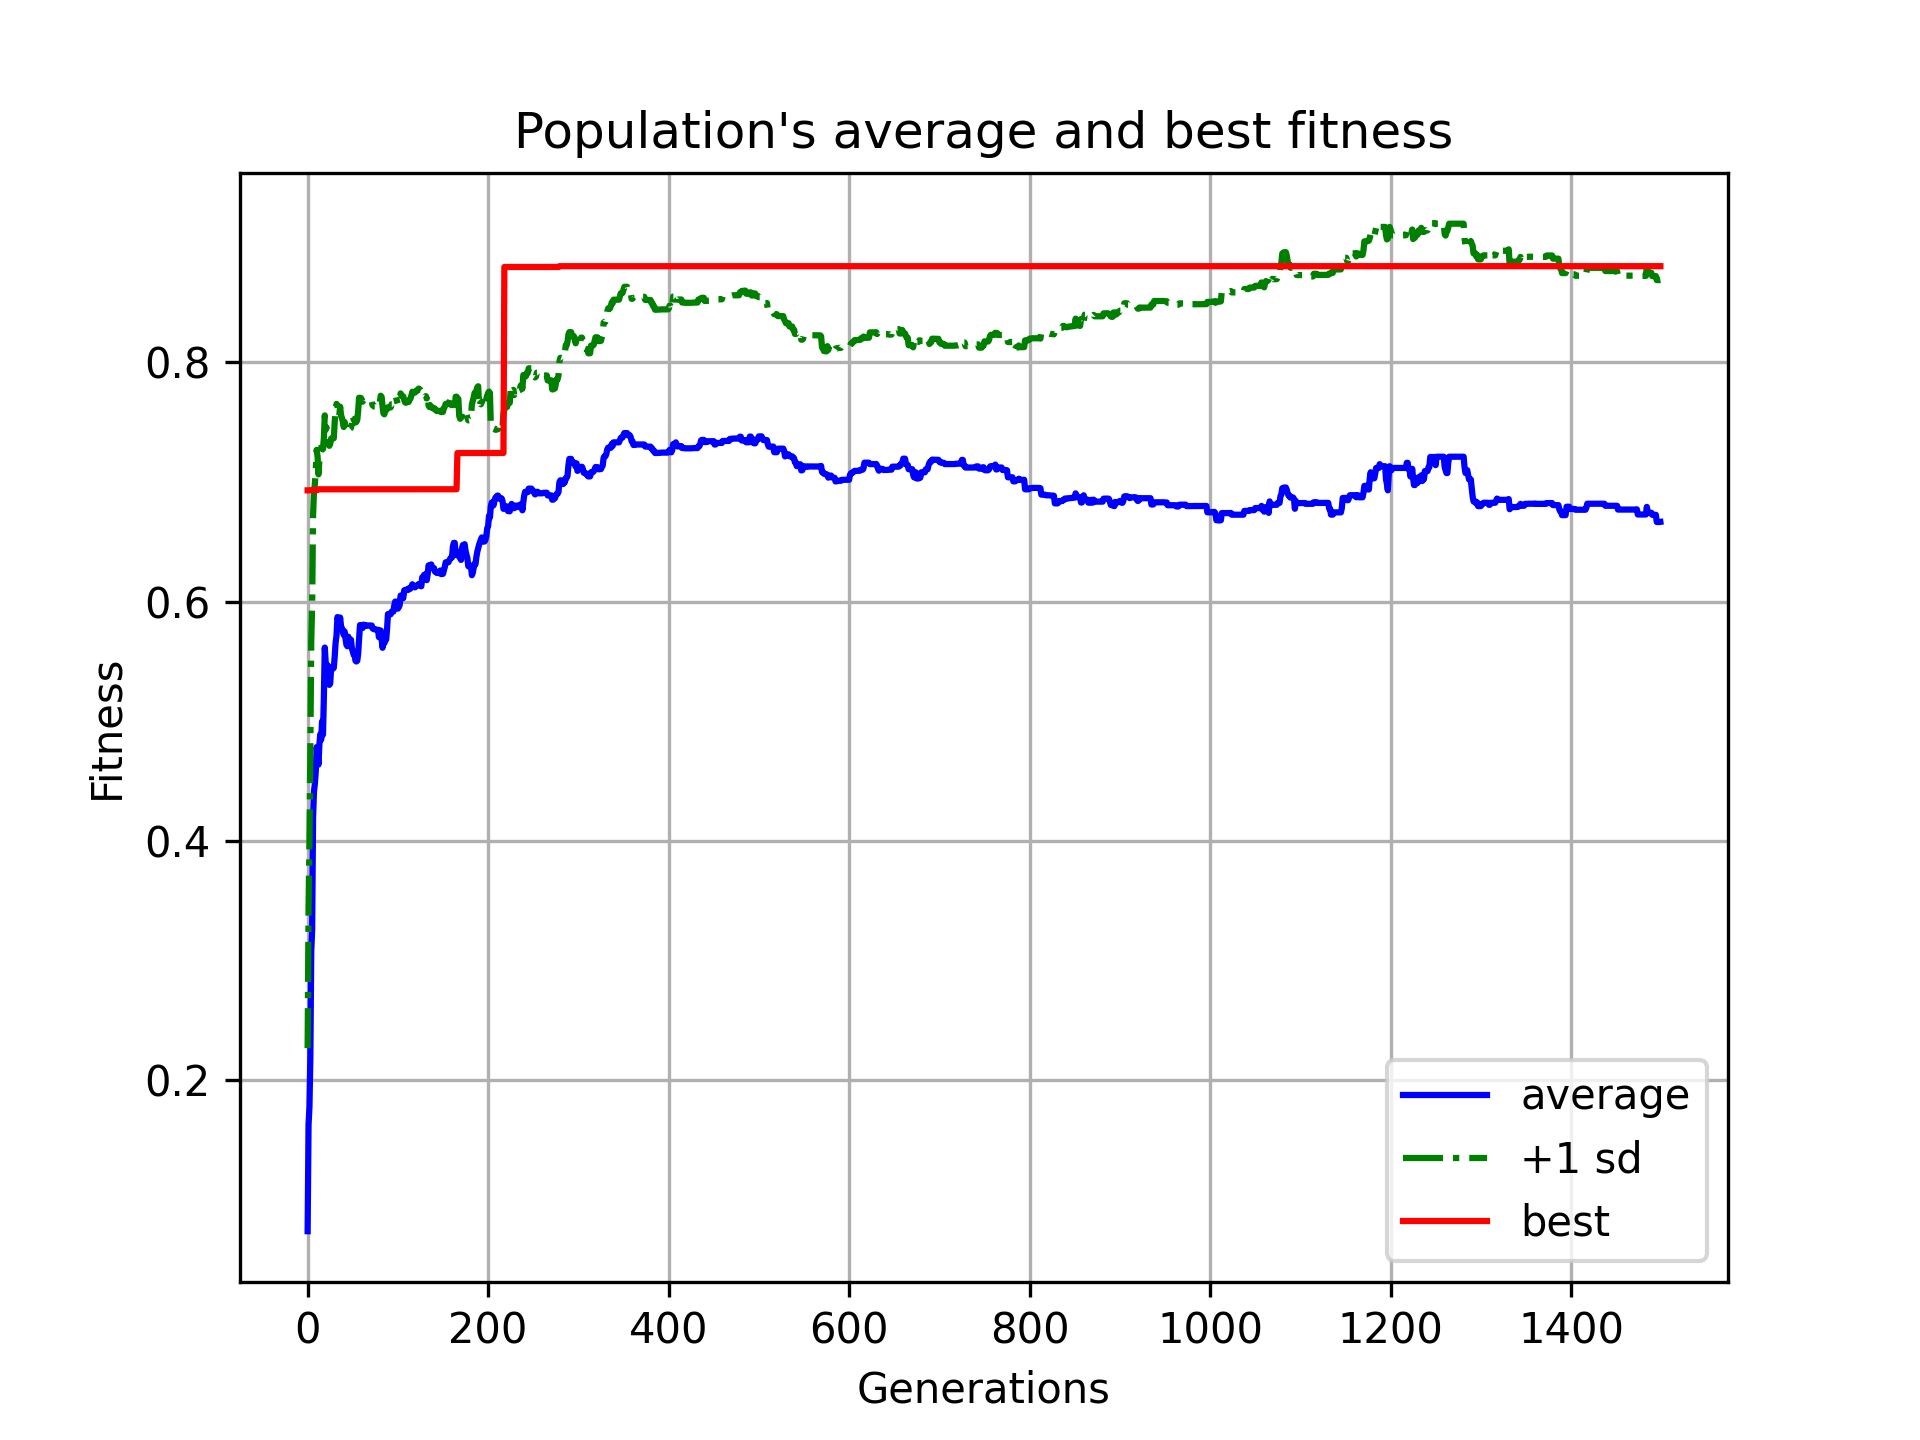 Population's average and best fitness
Fitness
0.8
0.6
0.4
0.2
0 200 400 600 800 1000 1200 1400
Generations
average
+1 sd
best